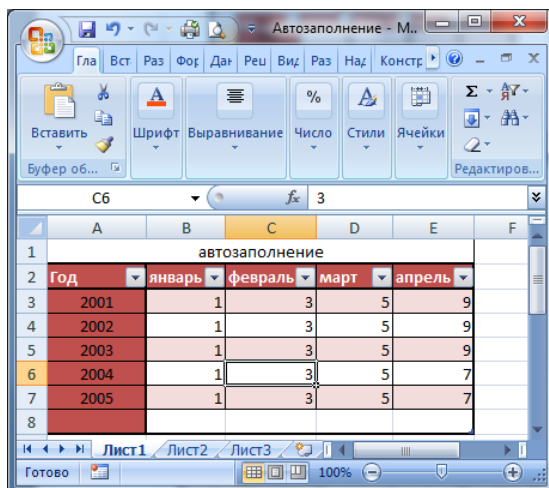 Автозаполнение - M..
Гла Вст Раз Фор Дан Рец Вид Раз Над Констр
Вставить Шрифт Выравнивание Число Стили Ячейки
Буфер об... Редактиров...
C6 fx 3
A B C D E F
1 автозаполнение
2 Год январь февраль март апрель
3 2001 1 3 5 9
4 2002 1 3 5 9
5 2003 1 3 5 9
6 2004 1 3 5 7
7 2005 1 3 5 7
8
Лист1 Лист2 Лист3
Готово 100%